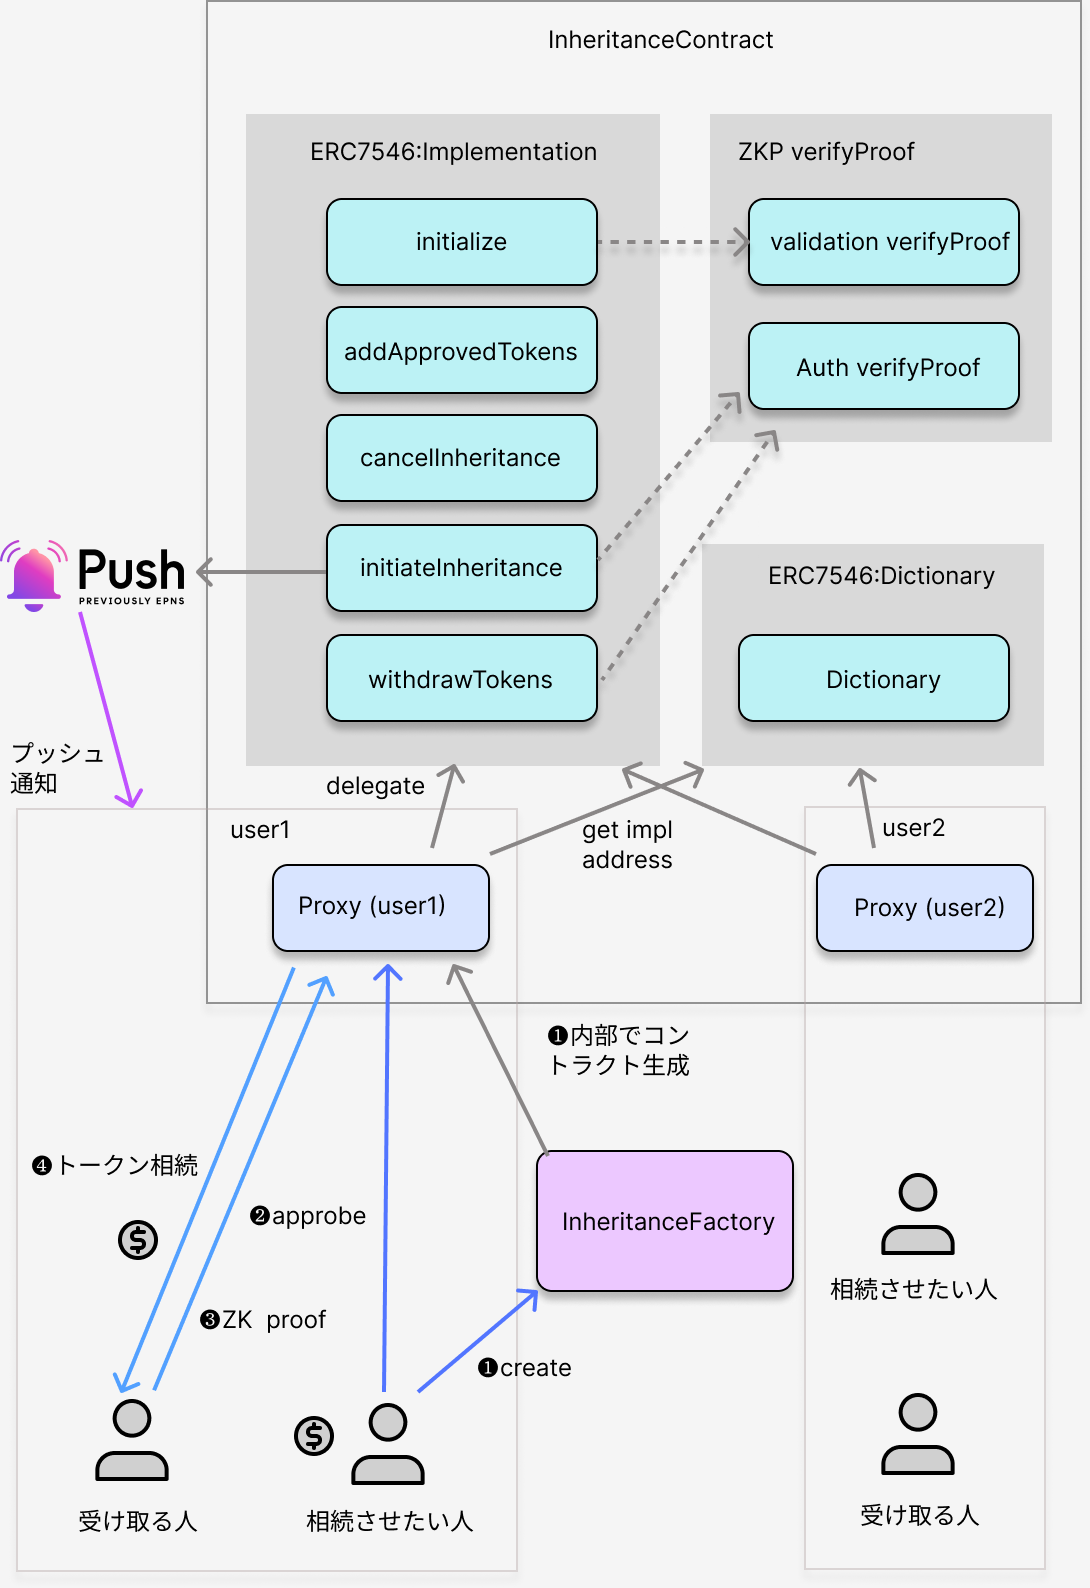 InheritanceContract
ERC7546:Implementation
ZKP verifyProof
initialize
validation verifyProof
addApprovedTokens
Auth verifyProof
cancelInheritance
initiateInheritance
Push
PREVIOUSLY EPNS
ERC7546:Dictionary
withdrawTokens
Dictionary
プッシュ
通知
delegate
user1
get impl
address
user2
Proxy (user1)
Proxy (user2)
❶内部でコン
トラクト生成
❹トークン相続
❷approbe
InheritanceFactory
❸ZK proof
❶create
相続させたい人
受け取る人
相続させたい人
受け取る人